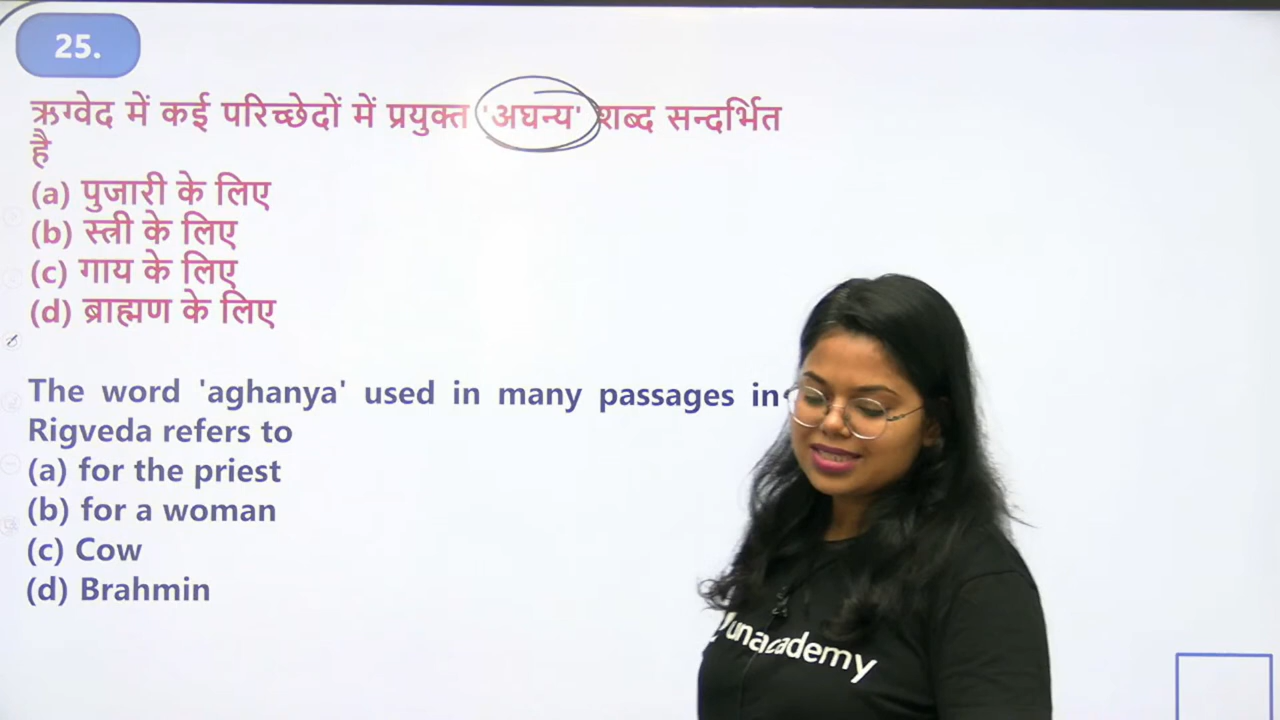 25.
ऋग्वेद में कई परिच्छेदों में प्रयुक्त 'अघन्य' शब्द सन्दर्भित
है
(a) पुजारी के लिए
(b) स्त्री के लिए
(c) गाय के लिए
(d) ब्राह्मण के लिए
The word 'aghanya' used in many passages in
Rigveda refers to
(a) for the priest
(b) for a woman
(c) Cow
(d) Brahmin
unacademy